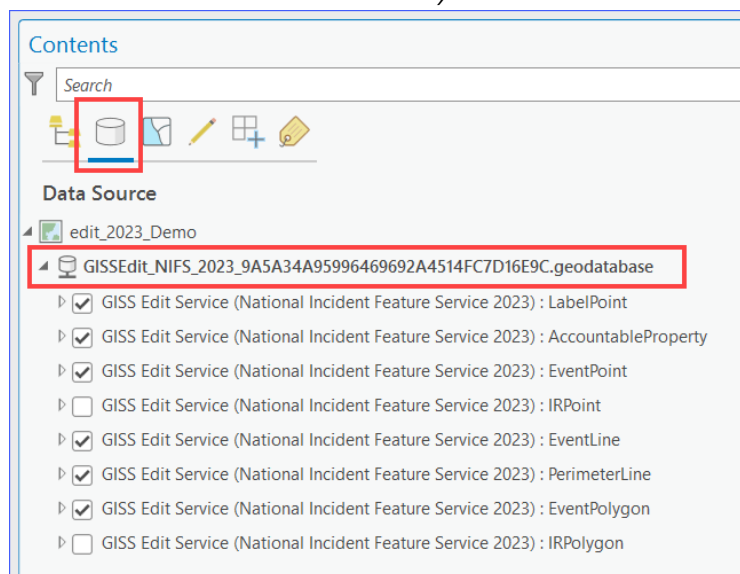 Contents
Search
Data Source
edit_2023_Demo
GISSEdit_NIFS_2023_9A5A34A95996469692A4514FC7D16E9C.geodatabase
GISS Edit Service (National Incident Feature Service 2023) : LabelPoint
GISS Edit Service (National Incident Feature Service 2023) : AccountableProperty
GISS Edit Service (National Incident Feature Service 2023) : EventPoint
GISS Edit Service (National Incident Feature Service 2023) : IRPoint
GISS Edit Service (National Incident Feature Service 2023) : EventLine
GISS Edit Service (National Incident Feature Service 2023) : PerimeterLine
GISS Edit Service (National Incident Feature Service 2023) : EventPolygon
GISS Edit Service (National Incident Feature Service 2023) : IRPolygon